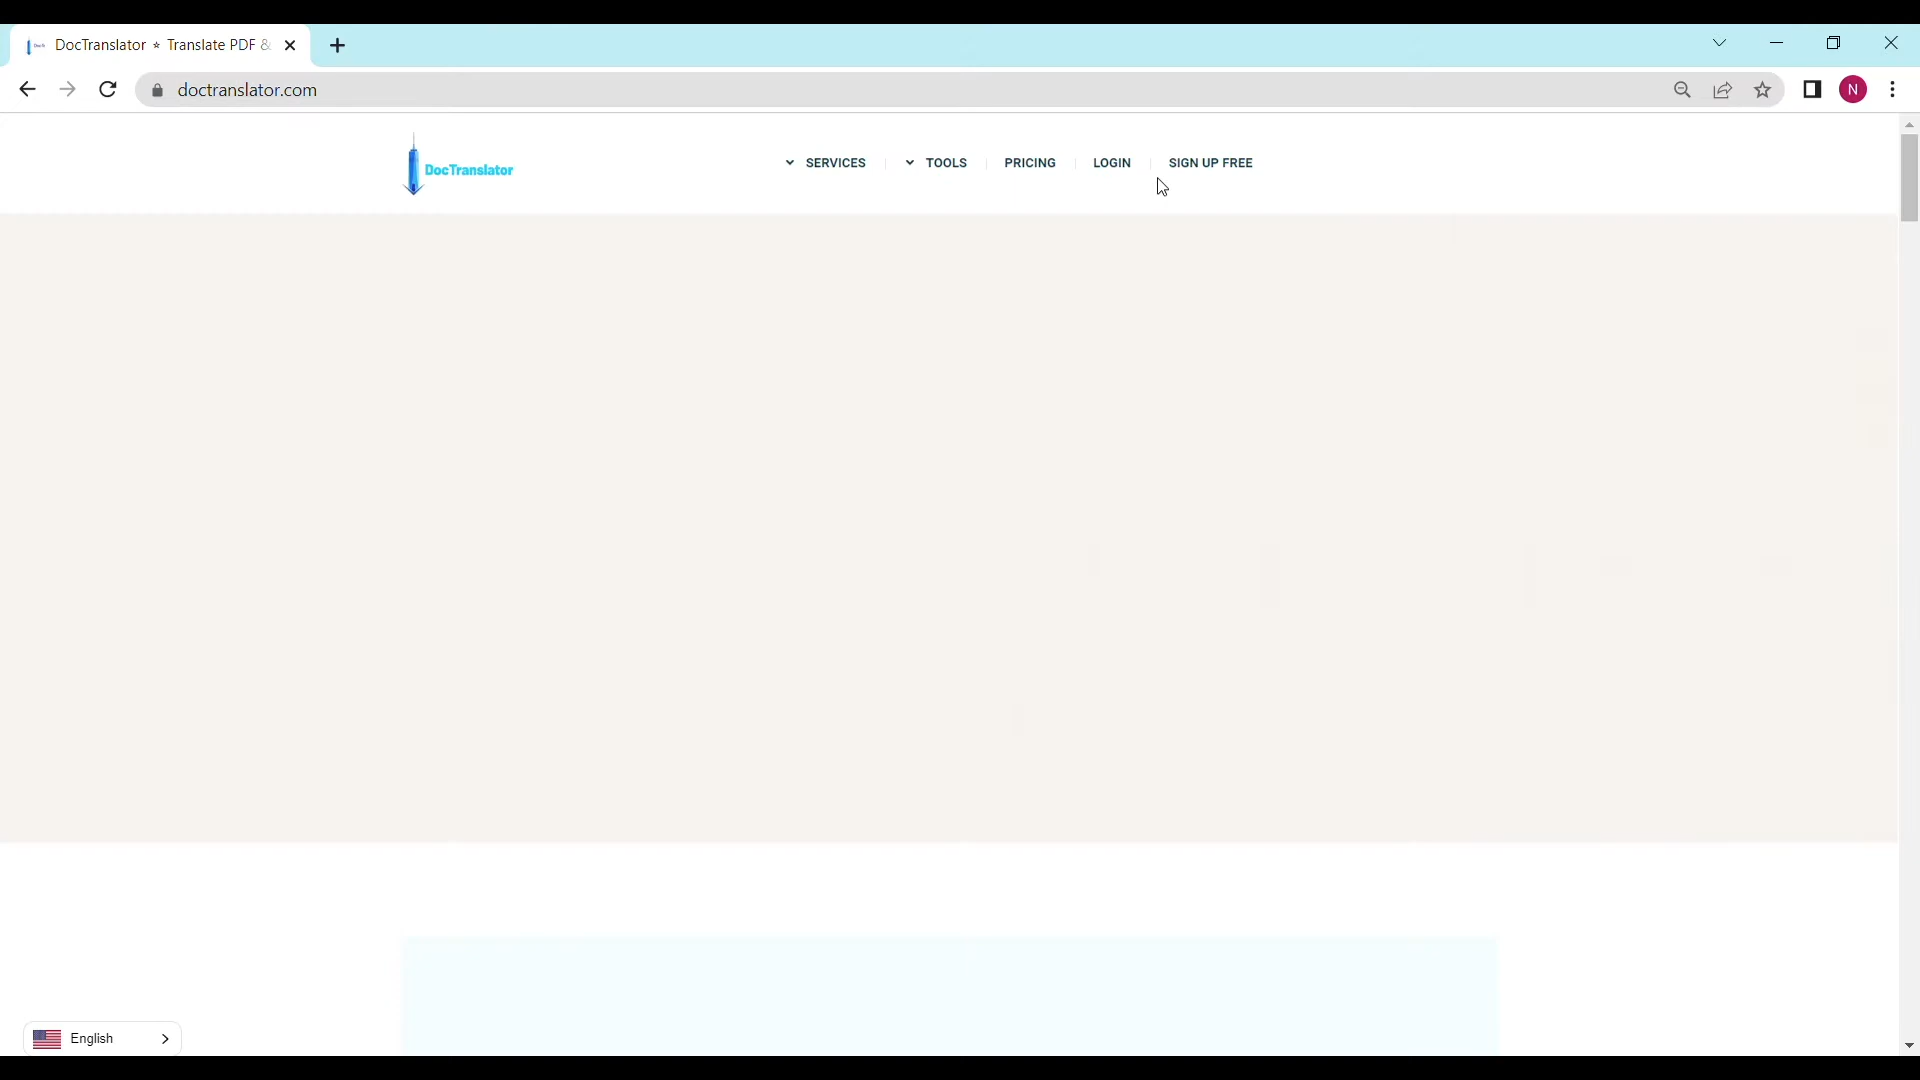 DocTranslator ⭑ Translate PDF &
doctranslator.com
N
DocTranslator
SERVICES
TOOLS
PRICING
LOGIN
SIGN UP FREE
English